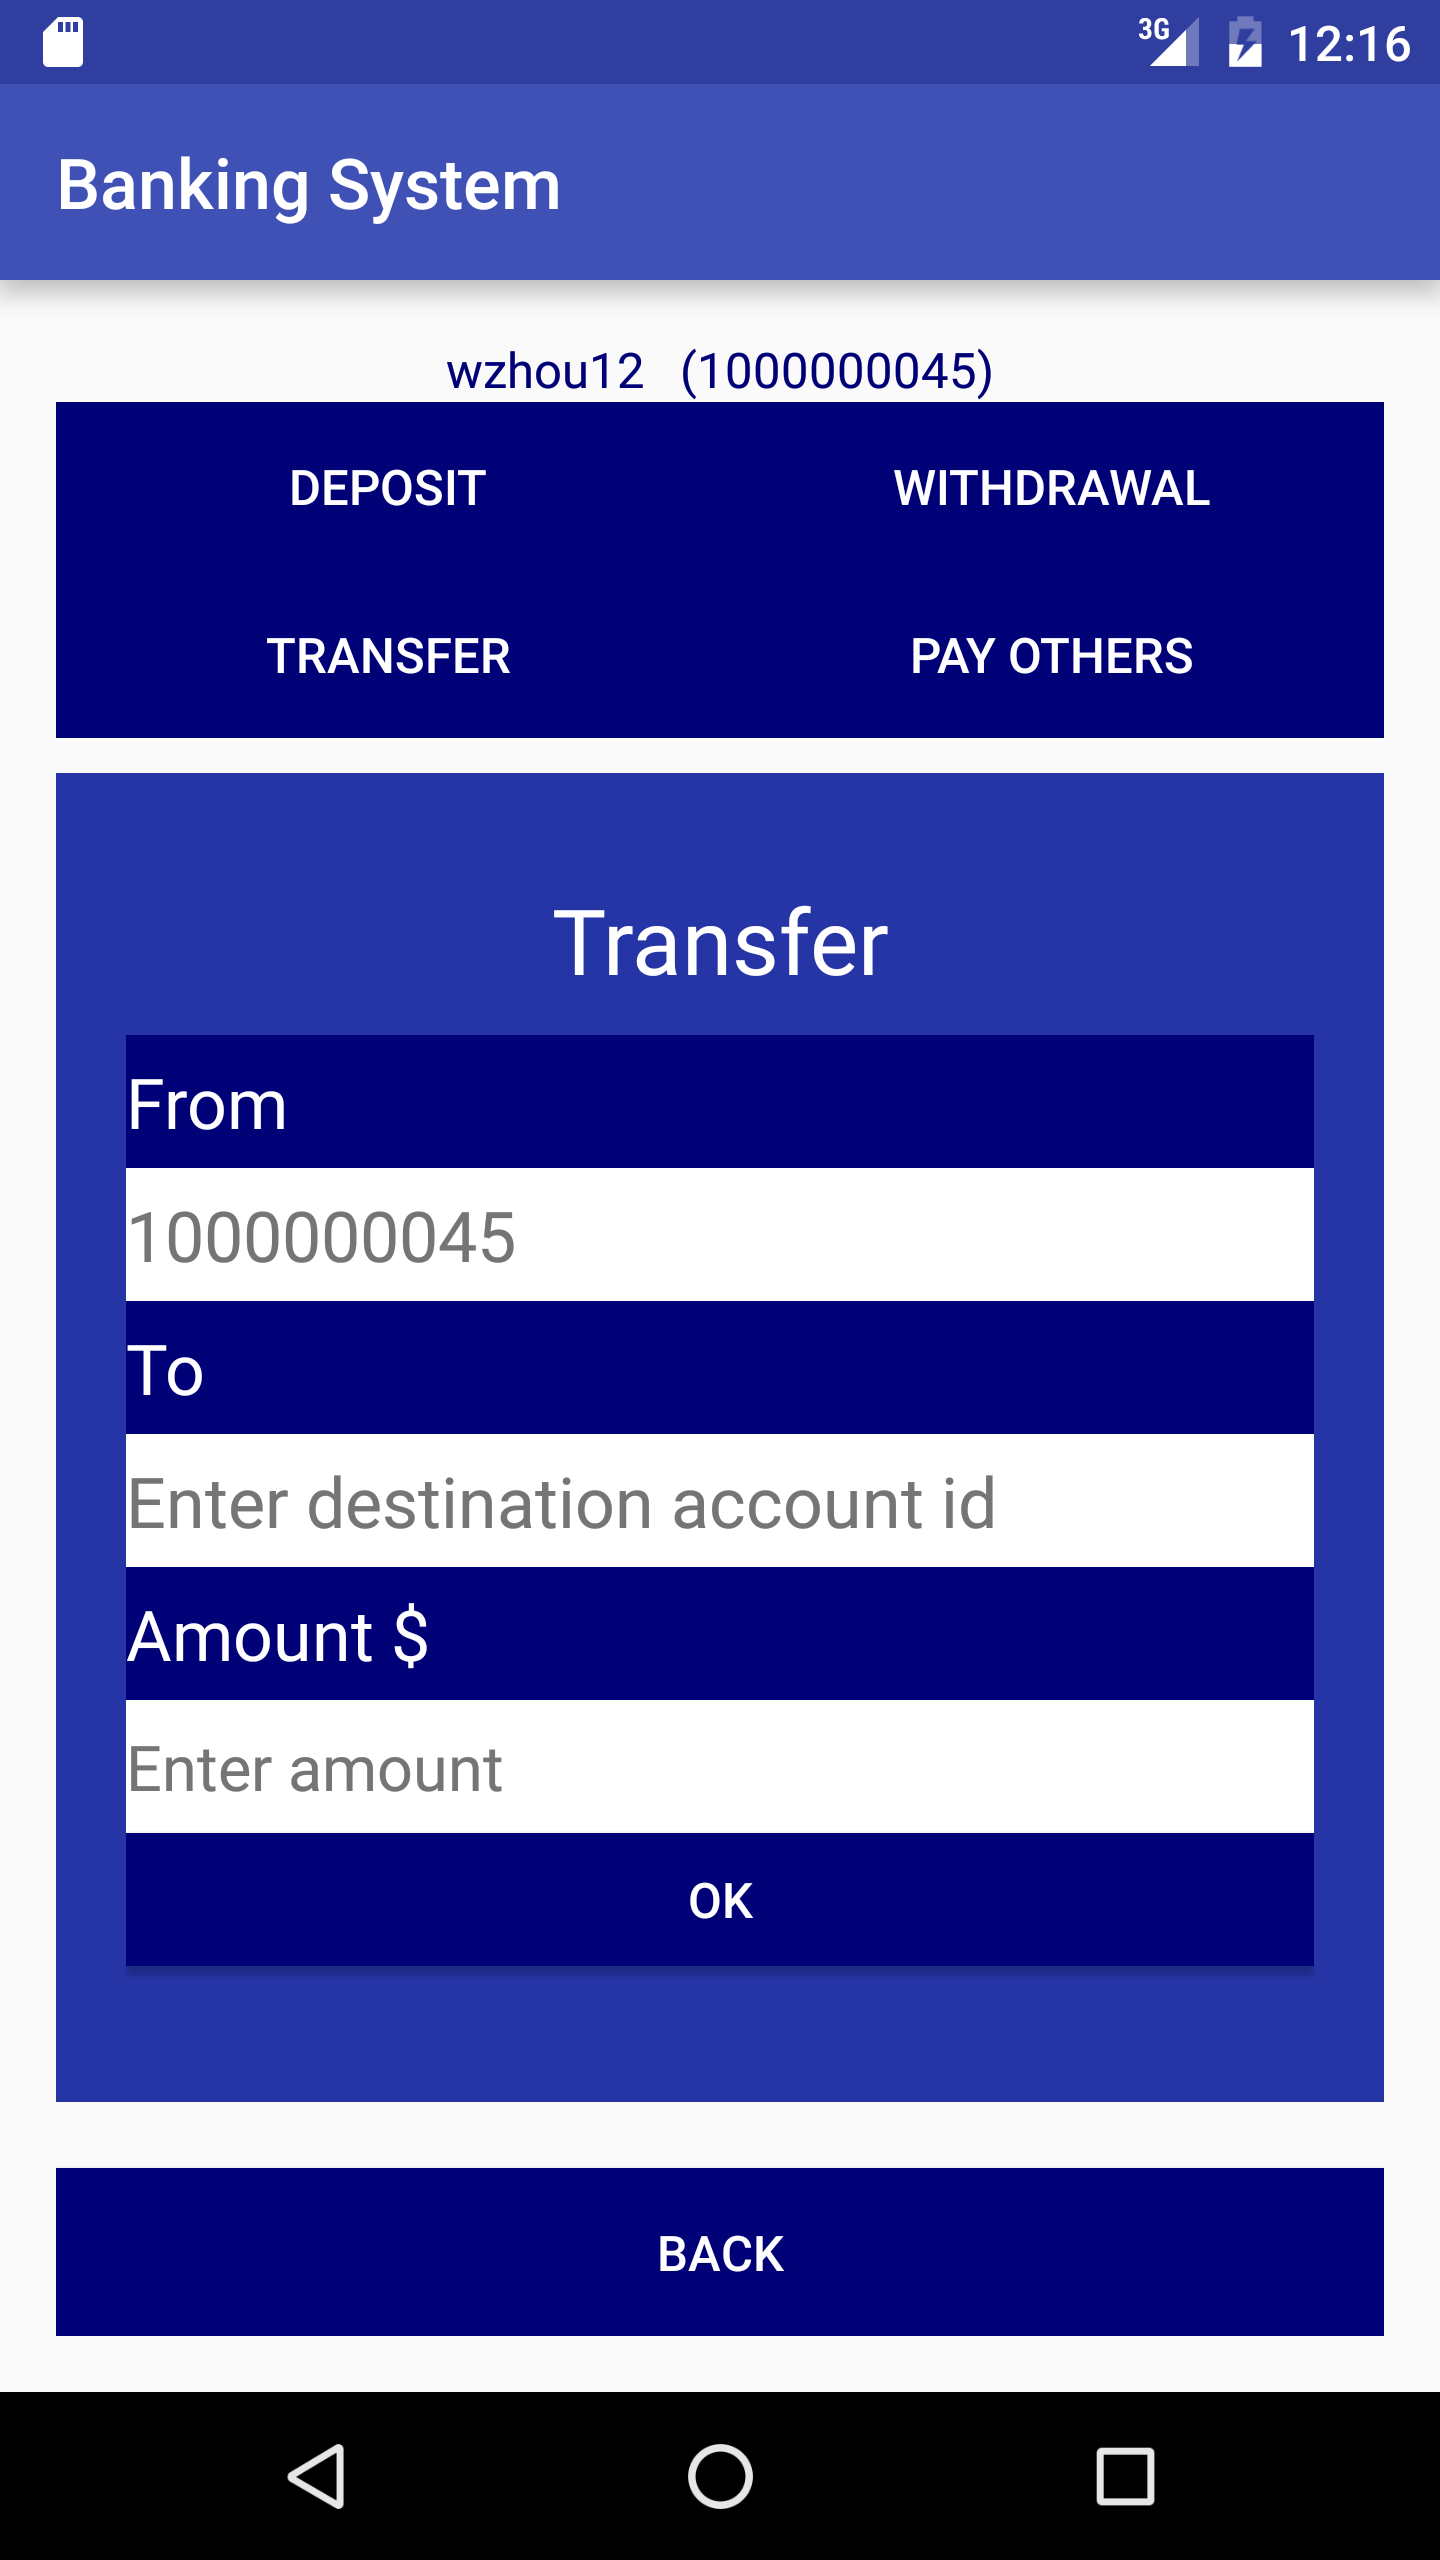 3G 12:16
Banking System
wzhou12 (1000000045)
DEPOSIT WITHDRAWAL
TRANSFER PAY OTHERS
Transfer
From
1000000045
To
Enter destination account id
Amount $
Enter amount
OK
BACK